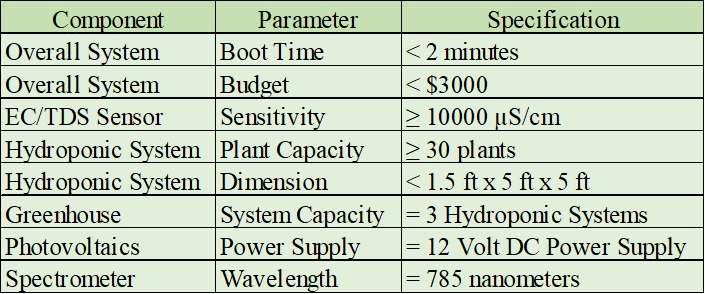 Component Parameter Specification
Overall System Boot Time < 2 minutes
Overall System Budget < $3000
EC/TDS Sensor Sensitivity ≥ 10000 µS/cm
Hydroponic System Plant Capacity ≥ 30 plants
Hydroponic System Dimension < 1.5 ft x 5 ft x 5 ft
Greenhouse System Capacity = 3 Hydroponic Systems
Photovoltaics Power Supply = 12 Volt DC Power Supply
Spectrometer Wavelength = 785 nanometers